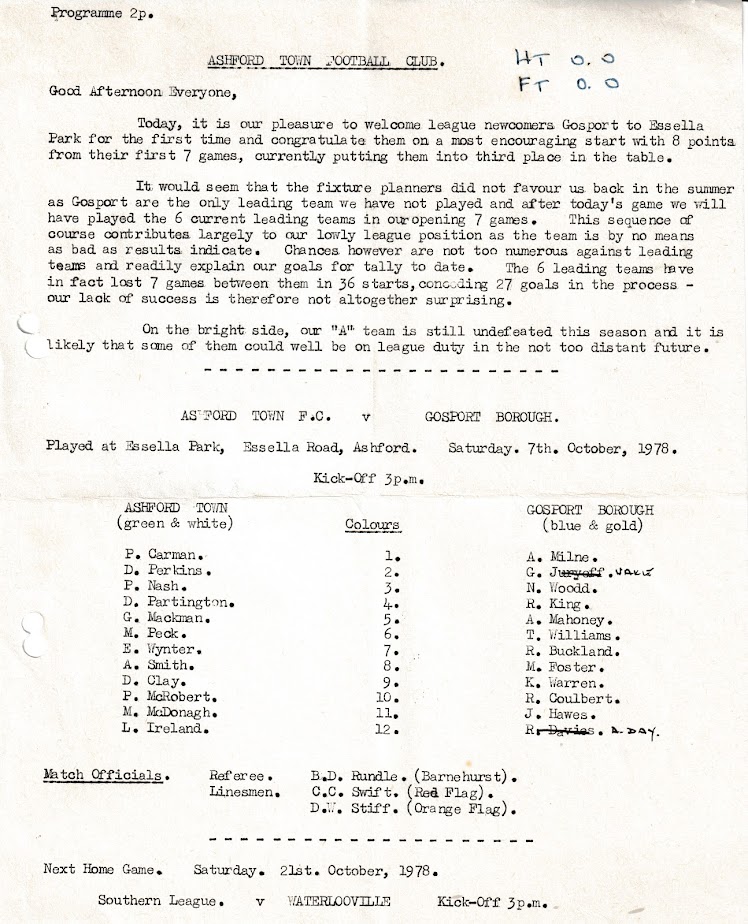 Programme 2p.
ASHFORD TOWN FOOTBALL CLUB.
HT 0.0
FT 0.0
Good Afternoon Everyone,
Today, it is our pleasure to welcome league newcomers Gosport to Essella
Park for the first time and congratulate them on a most encouraging start with 8 points
from their first 7 games, currently putting them into third place in the table.
It would seem that the fixture planners did not favour us back in the summer
as Gosport are the only leading team we have not played and after today's game we will
have played the 6 current leading teams in our opening 7 games. This sequence of
course contributes largely to our lowly league position as the team is by no means
as bad as results indicate. Chances however are not too numerous against leading
teams and readily explain our goals for tally to date. The 6 leading teams have
in fact lost 7 games between them in 36 starts, conceding 27 goals in the process -
our lack of success is therefore not altogether surprising.
On the bright side, our "A" team is still undefeated this season and it is
likely that some of them could well be on league duty in the not too distant future.
ASHFORD TOWN F.C. v GOSPORT BOROUGH.
Played at Essella Park, Essella Road, Ashford. Saturday. 7th. October, 1978.
Kick-Off 3p.m.
ASHFORD TOWN GOSPORT BOROUGH
(green & white) Colours (blue & gold)
P. Carman. 1. A. Milne.
D. Perkins. 2. G. Juryeff.
P. Nash. 3. N. Woodd.
D. Partington. 4. R. King.
G. Mackman. 5. A. Mahoney.
M. Peck. 6. T. Williams.
E. Wynter. 7. R. Buckland.
A. Smith. 8. M. Foster.
D. Clay. 9. K. Warren.
P. McRobert. 10. R. Coulbert.
M. McDonagh. 11. J. Hawes.
L. Ireland. 12. R. Davies. A. DAY.
Match Officials. Referee. B.D. Rundle. (Barnehurst).
Linesmen. C.C. Swift. (Red Flag).
D.W. Stiff. (Orange Flag).
Next Home Game. Saturday. 21st. October, 1978.
Southern League. v WATERLOOVILLE Kick-Off 3p.m.